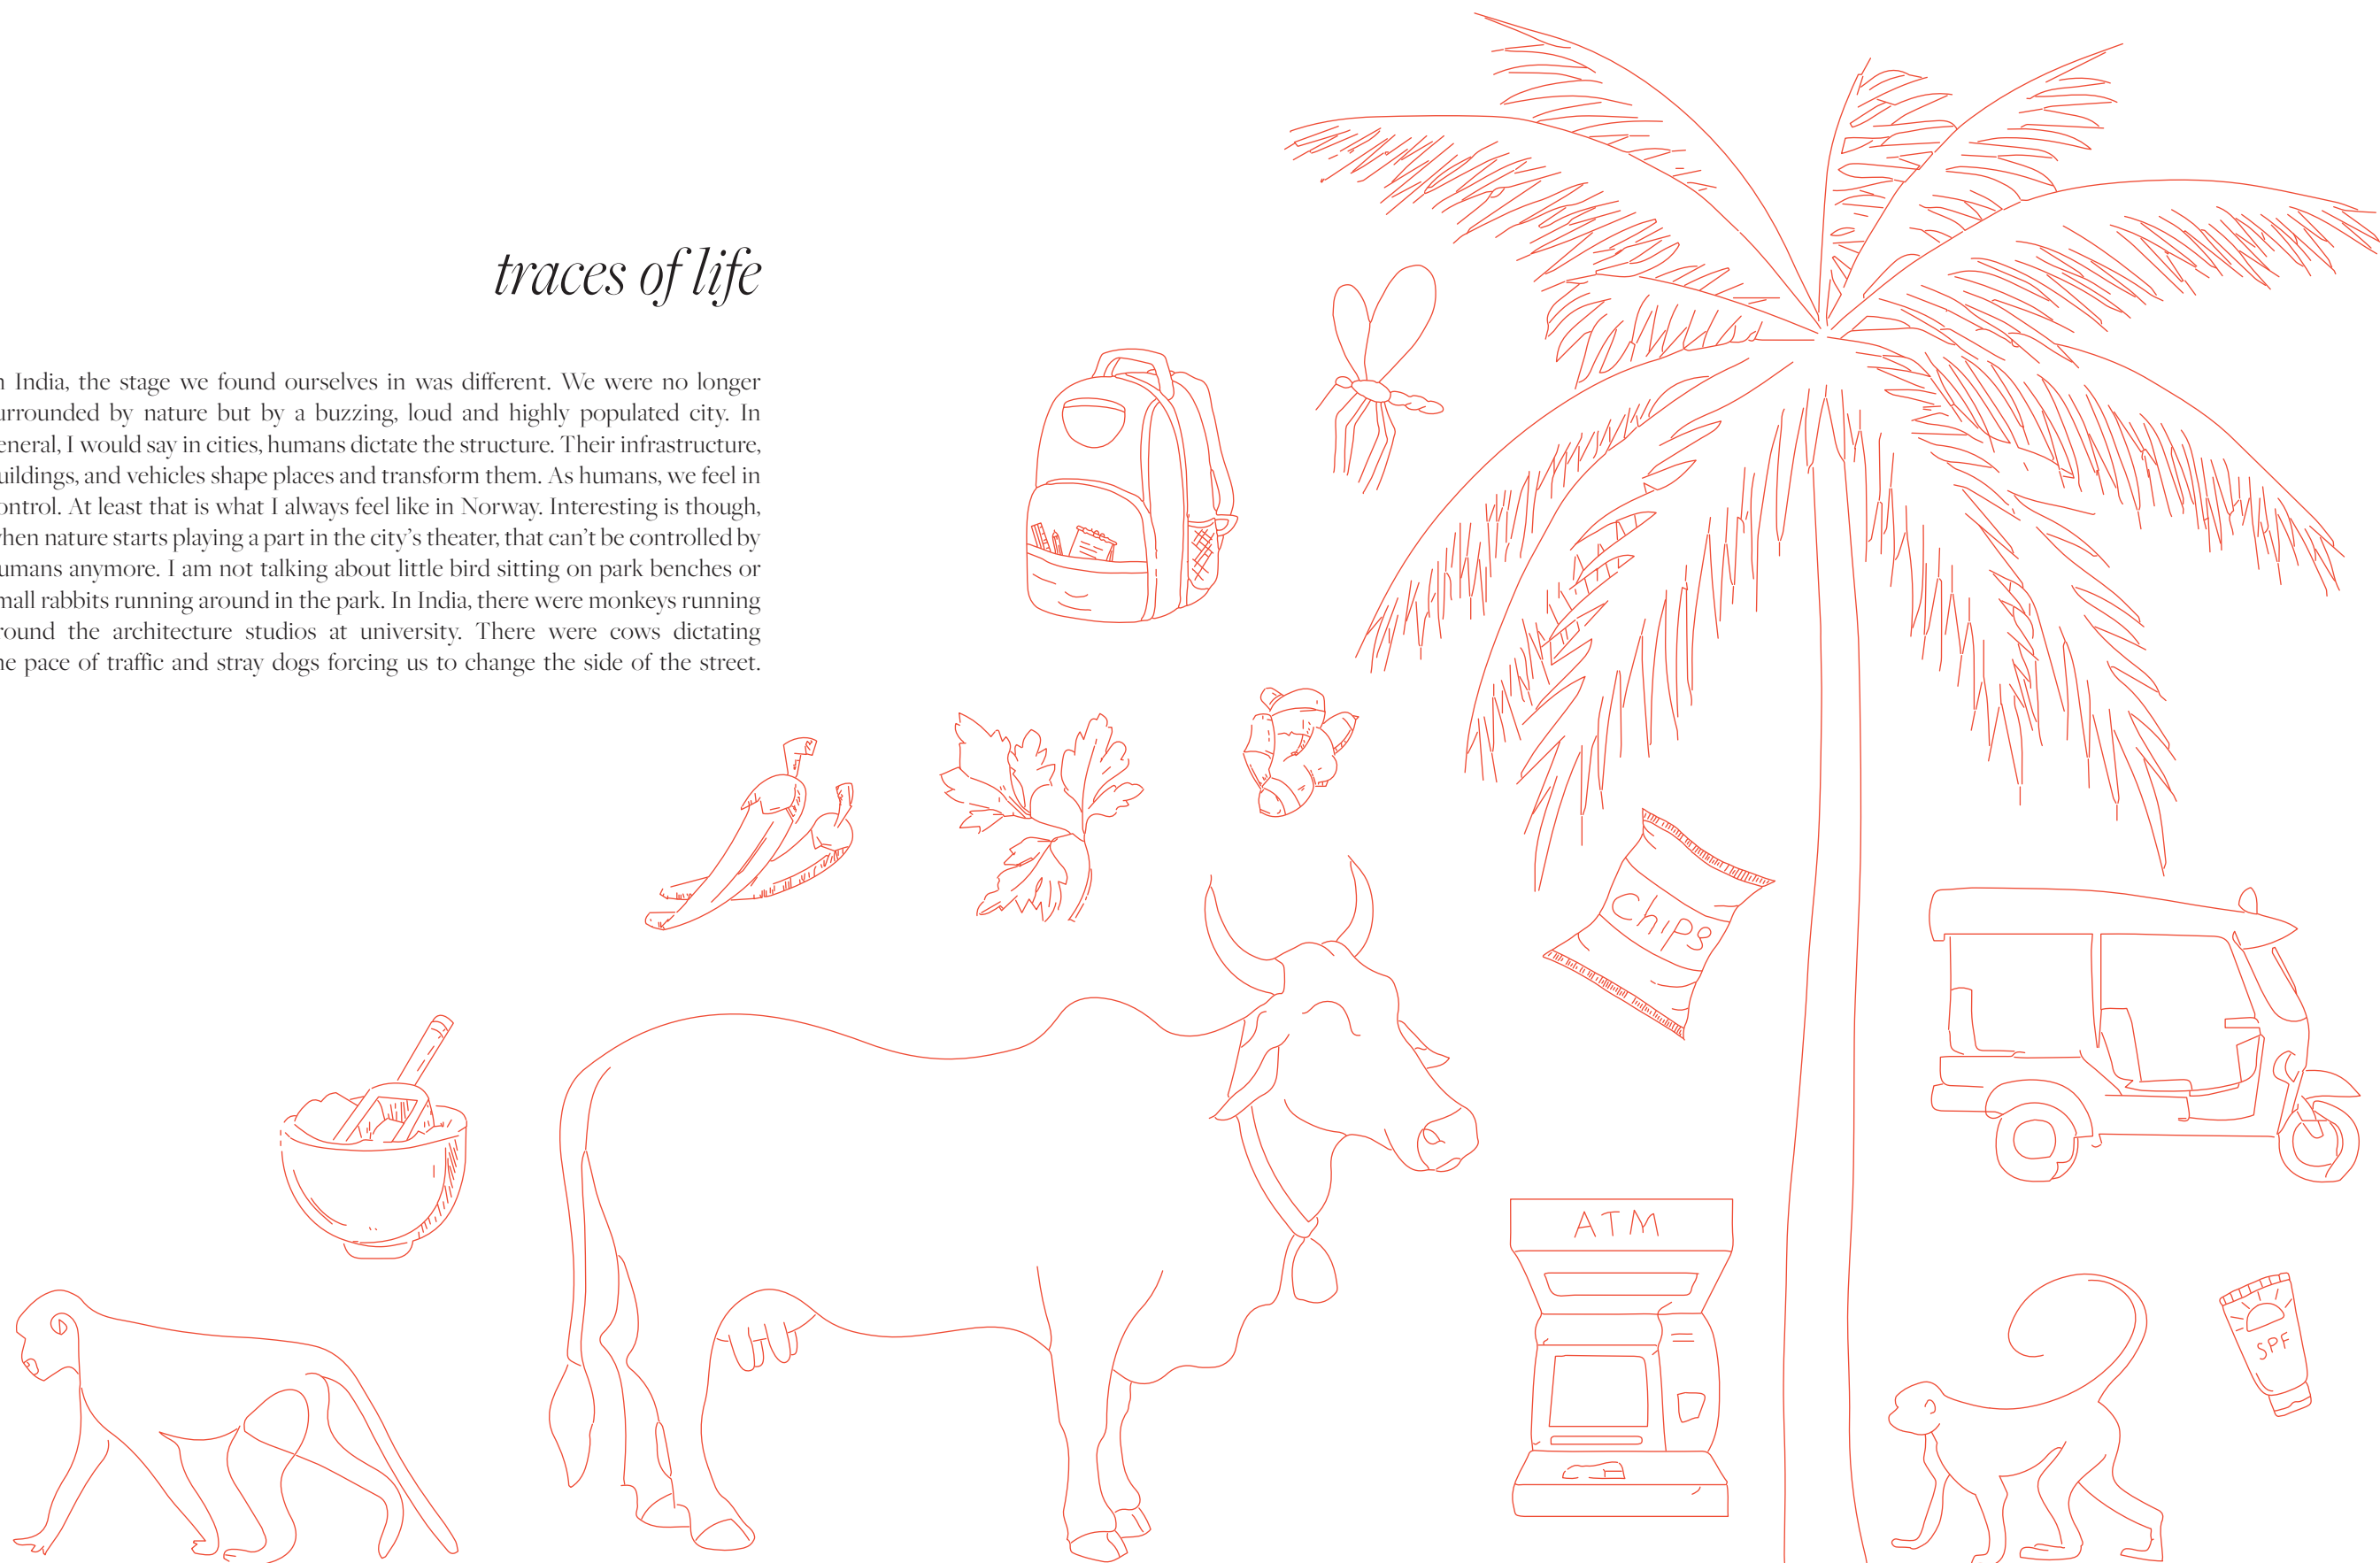 traces of life
n India, the stage we found ourselves in was different. We were no longer
urrounded by nature but by a buzzing, loud and highly populated city. In
eneral, I would say in cities, humans dictate the structure. Their infrastructure,
uildings, and vehicles shape places and transform them. As humans, we feel in
ontrol. At least that is what I always feel like in Norway. Interesting is though,
hen nature starts playing a part in the city’s theater, that can’t be controlled by
umans anymore. I am not talking about little bird sitting on park benches or
mall rabbits running around in the park. In India, there were monkeys running
round the architecture studios at university. There were cows dictating
he pace of traffic and stray dogs forcing us to change the side of the street.
chips
ATM
SPF